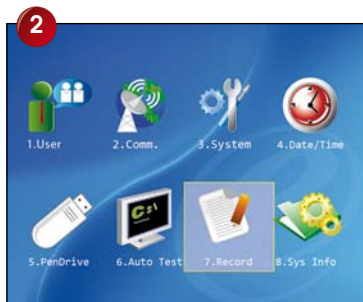 2
1.User
2.Comm.
3.System
4.Date/Time
5.PenDrive
6.Auto Test
7.Record
8.Sys Info
C:\